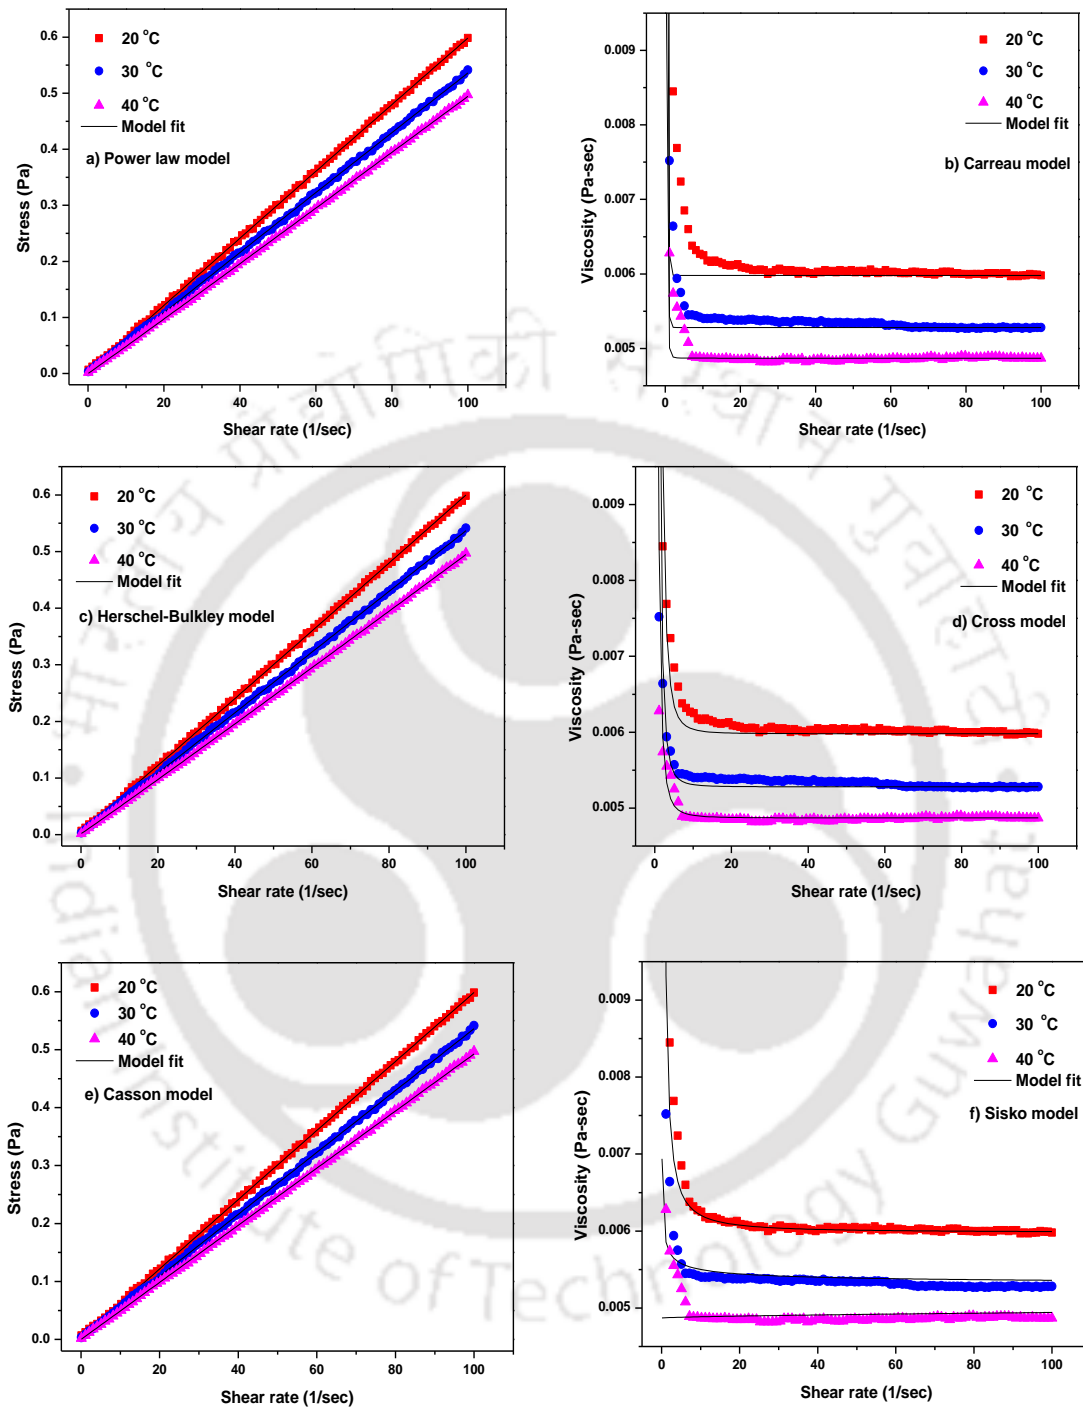 0.6
0.5
0.4
0.3
0.2
0.1
0.0
Stress (Pa)
20 °C
30 °C
40 °C
Model fit
a) Power law model
0 20 40 60 80 100
Shear rate (1/sec)
0.009
0.008
0.007
0.006
0.005
Viscosity (Pa-sec)
20 °C
30 °C
40 °C
Model fit
b) Carreau model
0 20 40 60 80 100
Shear rate (1/sec)
0.6
0.5
0.4
0.3
0.2
0.1
0.0
Stress (Pa)
20 °C
30 °C
40 °C
Model fit
c) Herschel-Bulkley model
0 20 40 60 80 100
Shear rate (1/sec)
0.009
0.008
0.007
0.006
0.005
Viscosity (Pa-sec)
20 °C
30 °C
40 °C
Model fit
d) Cross model
0 20 40 60 80 100
Shear rate (1/sec)
0.6
0.5
0.4
0.3
0.2
0.1
0.0
Stress (Pa)
20 °C
30 °C
40 °C
Model fit
e) Casson model
0 20 40 60 80 100
Shear rate (1/sec)
0.009
0.008
0.007
0.006
0.005
Viscosity (Pa-sec)
20 °C
30 °C
40 °C
Model fit
f) Sisko model
0 20 40 60 80 100
Shear rate (1/sec)
Indian Institute of Technology Guwahati